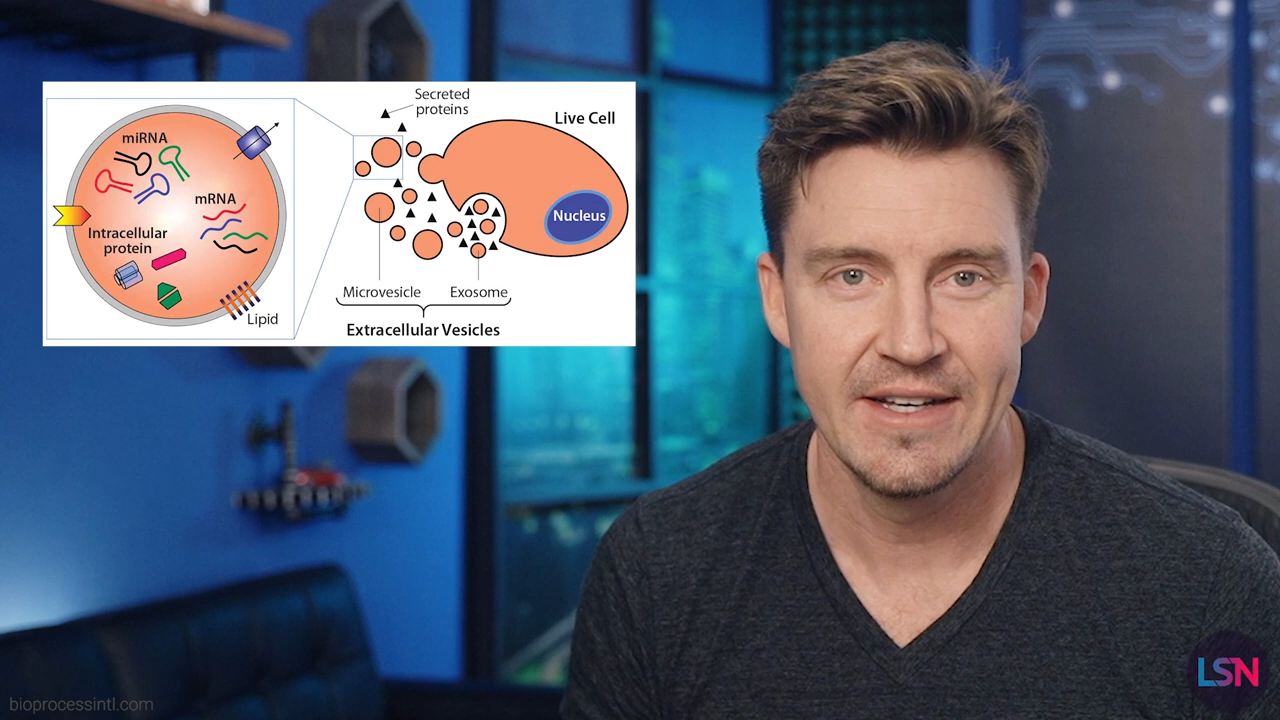 Secreted
proteins
Live Cell
miRNA
mRNA
Intracellular
protein
Nucleus
Lipid
Microvesicle
Exosome
Extracellular Vesicles
LSN
bioprocessintl.com